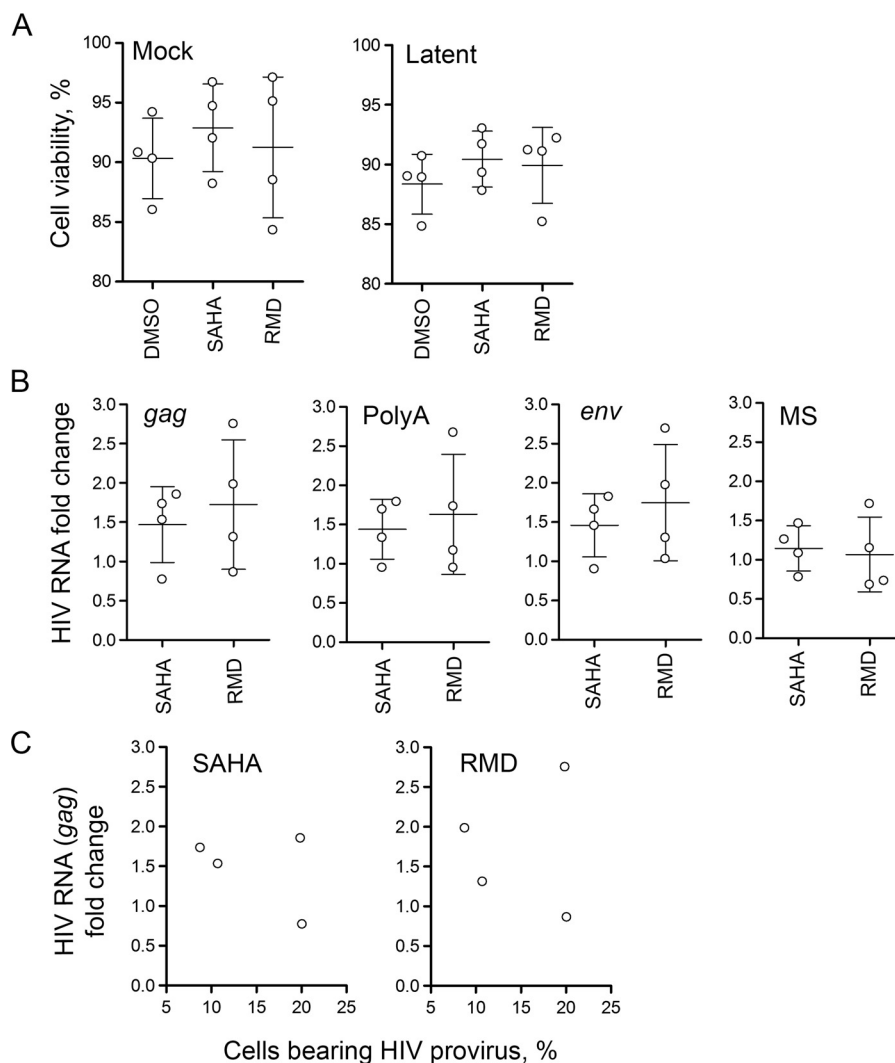 A
Mock
Latent
Cell viability, %
100
95
90
85
80
DMSO
SAHA
RMD
100
95
90
85
80
DMSO
SAHA
RMD
B
gag
PolyA
env
MS
HIV RNA fold change
3.0
2.5
2.0
1.5
1.0
0.5
0.0
SAHA
RMD
3.0
2.5
2.0
1.5
1.0
0.5
0.0
SAHA
RMD
3.0
2.5
2.0
1.5
1.0
0.5
0.0
SAHA
RMD
3.0
2.5
2.0
1.5
1.0
0.5
0.0
SAHA
RMD
C
SAHA
RMD
HIV RNA (gag)
fold change
3.0
2.5
2.0
1.5
1.0
0.5
0.0
5 10 15 20 25
3.0
2.5
2.0
1.5
1.0
0.5
0.0
5 10 15 20 25
Cells bearing HIV provirus, %